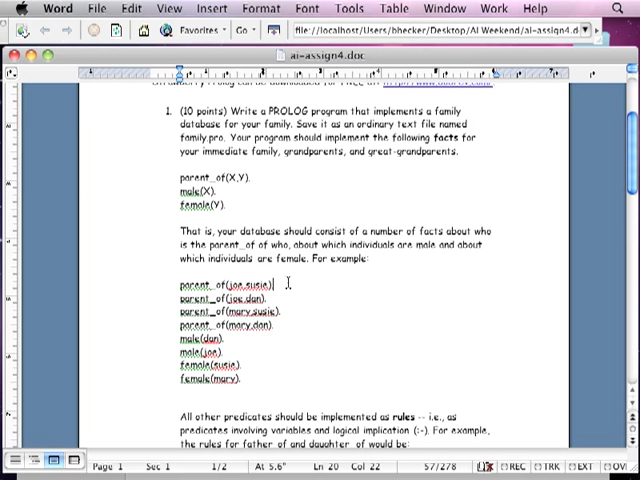 Word File Edit View Insert Format Font Tools Table Window Work Help
Favorites Go file://localhost/Users/bhecker/Desktop/AI Weekend/ai-assign4.d
ai-assign4.doc
1. (10 points) Write a PROLOG program that implements a family
database for your family. Save it as an ordinary text file named
family.pro. Your program should implement the following facts for
your immediate family, grandparents, and great-grandparents.
parent_of(X,Y).
male(X).
female(Y).
That is, your database should consist of a number of facts about who
is the parent_of of who, about which individuals are male and about
which individuals are female. For example:
parent_of(joe,susie)
parent_of(joe,dan).
parent_of(mary,susie).
parent_of(mary,dan).
male(dan).
male(joe).
female(susie).
female(mary).
All other predicates should be implemented as rules -- i.e., as
predicates involving variables and logical implication (:-). For example,
the rules for father of and daughter of would be:
Page 1 Sec 1 1/2 At 5.6" Ln 20 Col 22 57/278 REC TRK EXT OV